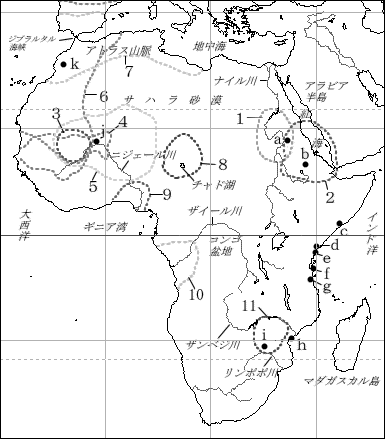 ジブラルタル
海峡
アトラス山脈
地中海
k
7
ナイル川
アラビア
半島
6
サハラ砂漠
3
4
1
紅
海
j
a
ニジェール川
b
8
5
チャド湖
2
9
大
西
洋
ギニア湾
ザイール川
c
イ
ン
ド
洋
コンゴ
盆地
d
e
f
g
10
11
ザンベジ川
i
h
リンポポ川
マダガスカル島